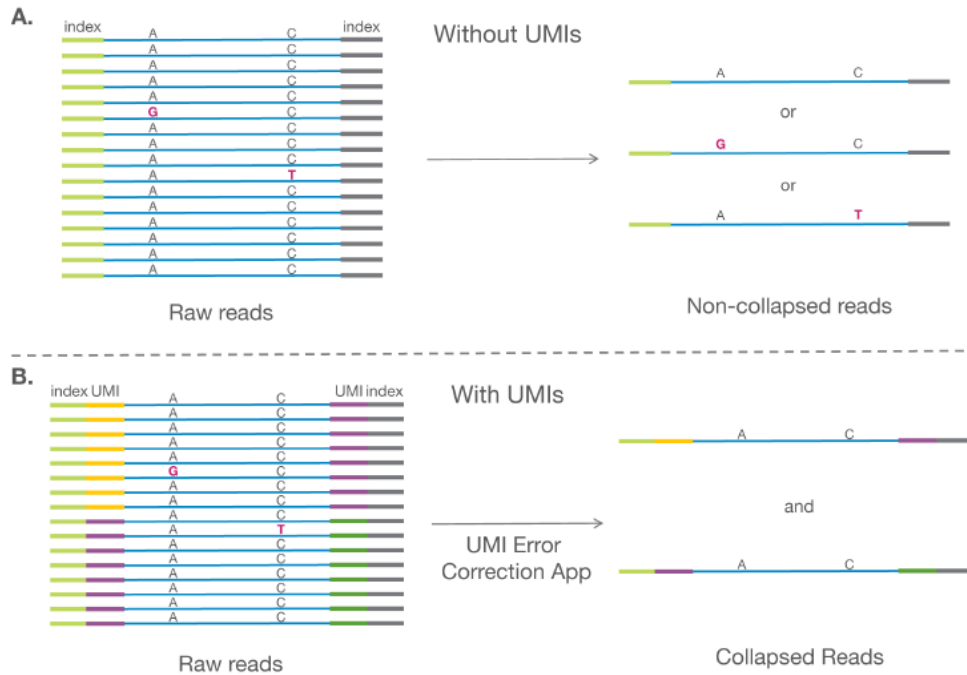 A.
index index
Without UMIs
A C
A C
A C
A C
A C
G C
A C
A C
A C
A T
A C
A C
A C
A C
A C
A C
Raw reads
A C
or
G C
or
A T
Non-collapsed reads
B.
index UMI UMI index
With UMIs
A C
A C
A C
A C
A C
G C
A C
A C
A C
A T
A C
A C
A C
A C
A C
A C
Raw reads
UMI Error
Correction App
A C
and
A C
Collapsed Reads